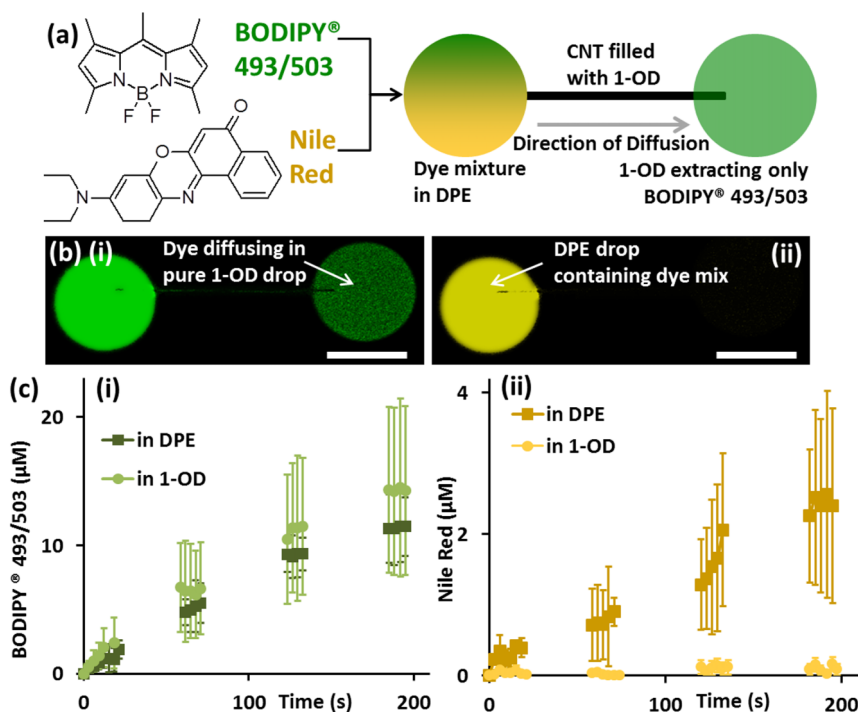 (a)
BODIPY®
493/503
N
N
B
F
F
Nile
Red
O
O
N
N
CNT filled
with 1-OD
Direction of Diffusion
Dye mixture
in DPE
1-OD extracting only
BODIPY® 493/503
(b) (i)
Dye diffusing in
pure 1-OD drop
(ii)
DPE drop
containing dye mix
(c)
(i)
in DPE
in 1-OD
BODIPY ® 493/503 (µM)
20
10
0
0
100
200
Time (s)
(ii)
in DPE
in 1-OD
Nile Red (µM)
4
2
0
0
100
200
Time (s)